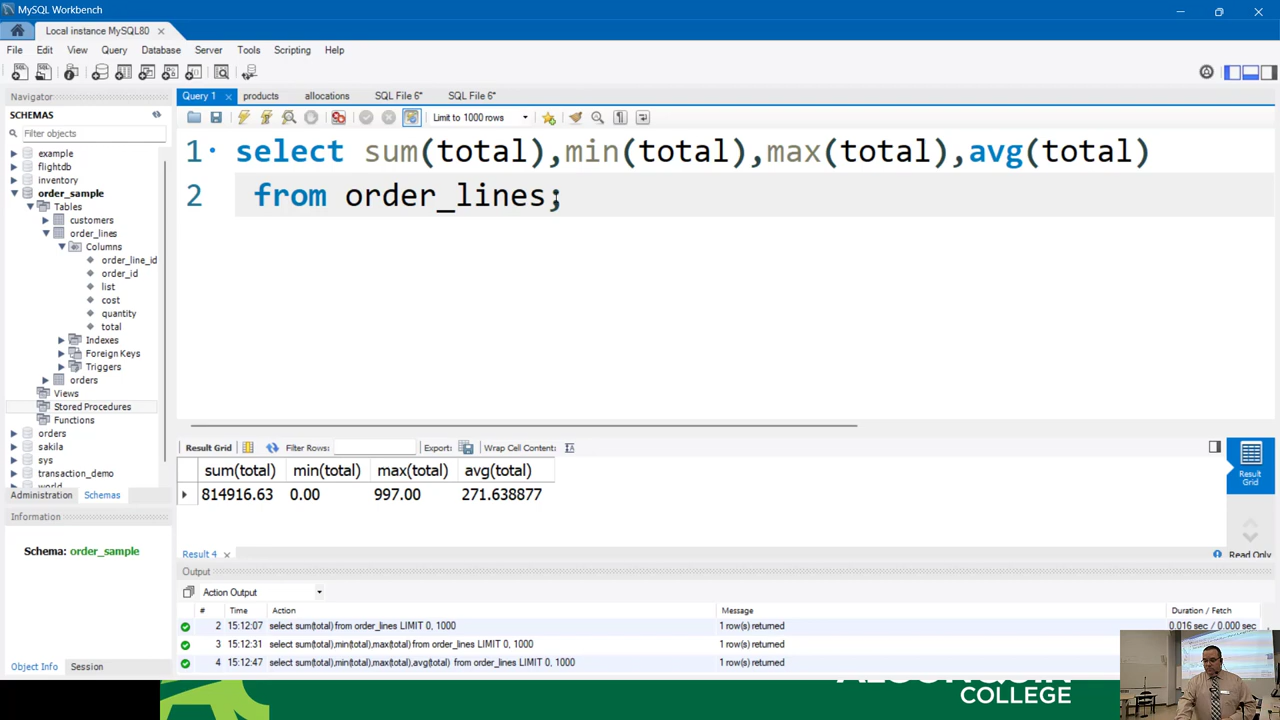 MySQL Workbench
Local instance MySQL80
File Edit View Query Database Server Tools Scripting Help
Navigator
SCHEMAS
Filter objects
example
flightdb
inventory
order_sample
Tables
customers
order_lines
Columns
order_line_id
order_id
list
cost
quantity
total
Indexes
Foreign Keys
Triggers
orders
Views
Stored Procedures
Functions
orders
sakila
sys
transaction_demo
world
Administration Schemas
Information
Schema: order_sample
Object Info Session
Query 1 products allocations SQL File 6* SQL File 6*
Limit to 1000 rows
1 select sum(total),min(total),max(total),avg(total)
2 from order_lines;
Result Grid Filter Rows: Export: Wrap Cell Content:
sum(total) min(total) max(total) avg(total)
814916.63 0.00 997.00 271.638877
Result Grid
Result 4 Read Only
Output
Action Output
# Time Action Message Duration / Fetch
2 15:12:07 select sum(total) from order_lines LIMIT 0, 1000 1 row(s) returned 0.016 sec / 0.000 sec
3 15:12:31 select sum(total),min(total),max(total) from order_lines LIMIT 0, 1000 1 row(s) returned
4 15:12:47 select sum(total),min(total),max(total),avg(total) from order_lines LIMIT 0, 1000 1 row(s) returned
ALGONQUIN
COLLEGE